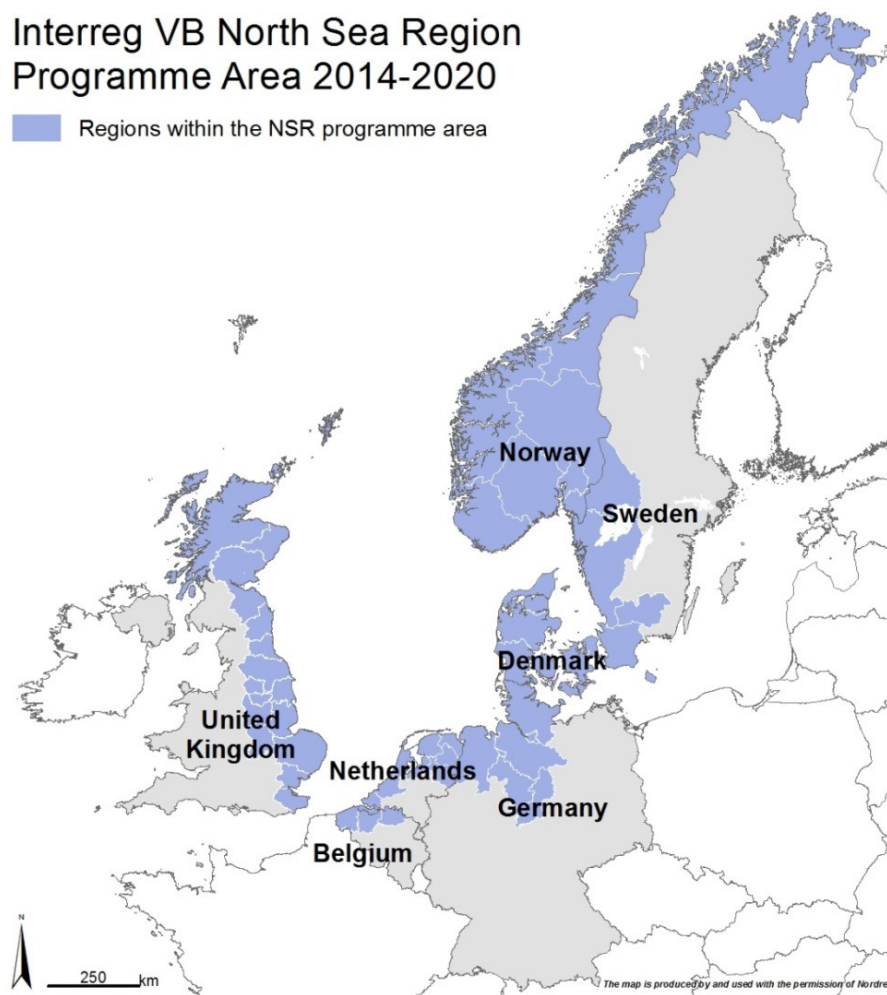 Interreg VB North Sea Region
Programme Area 2014-2020
Regions within the NSR programme area
Norway
Sweden
Denmark
United
Kingdom
Netherlands
Germany
Belgium
N
250
km
The map is produced by and used with the permission of Nordre